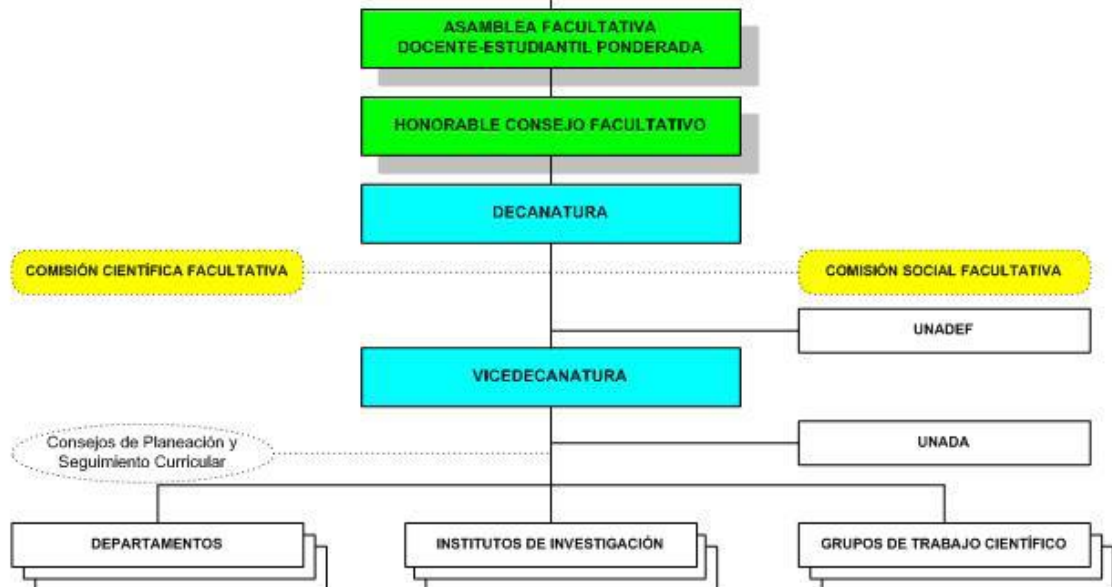 ASAMBLEA FACULTATIVA
DOCENTE-ESTUDIANTIL PONDERADA
HONORABLE CONSEJO FACULTATIVO
DECANATURA
COMISIÓN CIENTÍFICA FACULTATIVA
COMISIÓN SOCIAL FACULTATIVA
UNADEF
VICEDECANATURA
Consejos de Planeación y
Seguimiento Curricular
UNADA
DEPARTAMENTOS
INSTITUTOS DE INVESTIGACIÓN
GRUPOS DE TRABAJO CIENTÍFICO